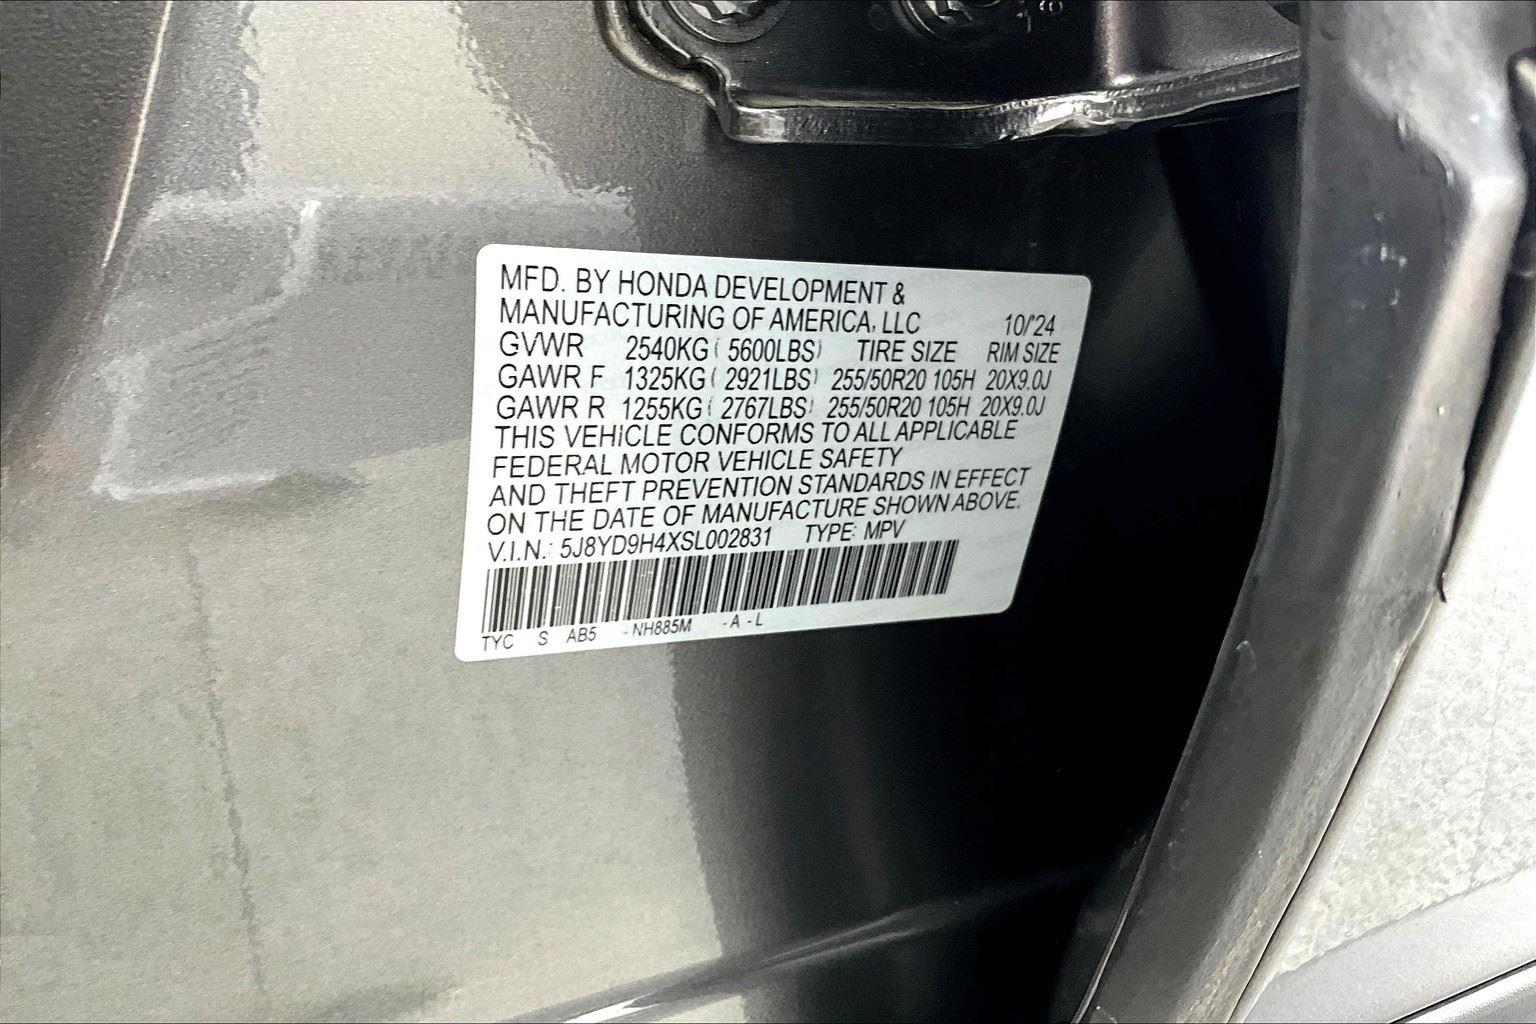 MFD. BY HONDA DEVELOPMENT &
MANUFACTURING OF AMERICA, LLC 10/'24
GVWR 2540KG ( 5600LBS) TIRE SIZE RIM SIZE
GAWR F 1325KG ( 2921LBS) 255/50R20 105H 20X9.0J
GAWR R 1255KG ( 2767LBS) 255/50R20 105H 20X9.0J
THIS VEHICLE CONFORMS TO ALL APPLICABLE
FEDERAL MOTOR VEHICLE SAFETY
AND THEFT PREVENTION STANDARDS IN EFFECT
ON THE DATE OF MANUFACTURE SHOWN ABOVE.
V.I.N.: 5J8YD9H4XSL002831 TYPE: MPV
TYC S AB5 -NH885M -A-L